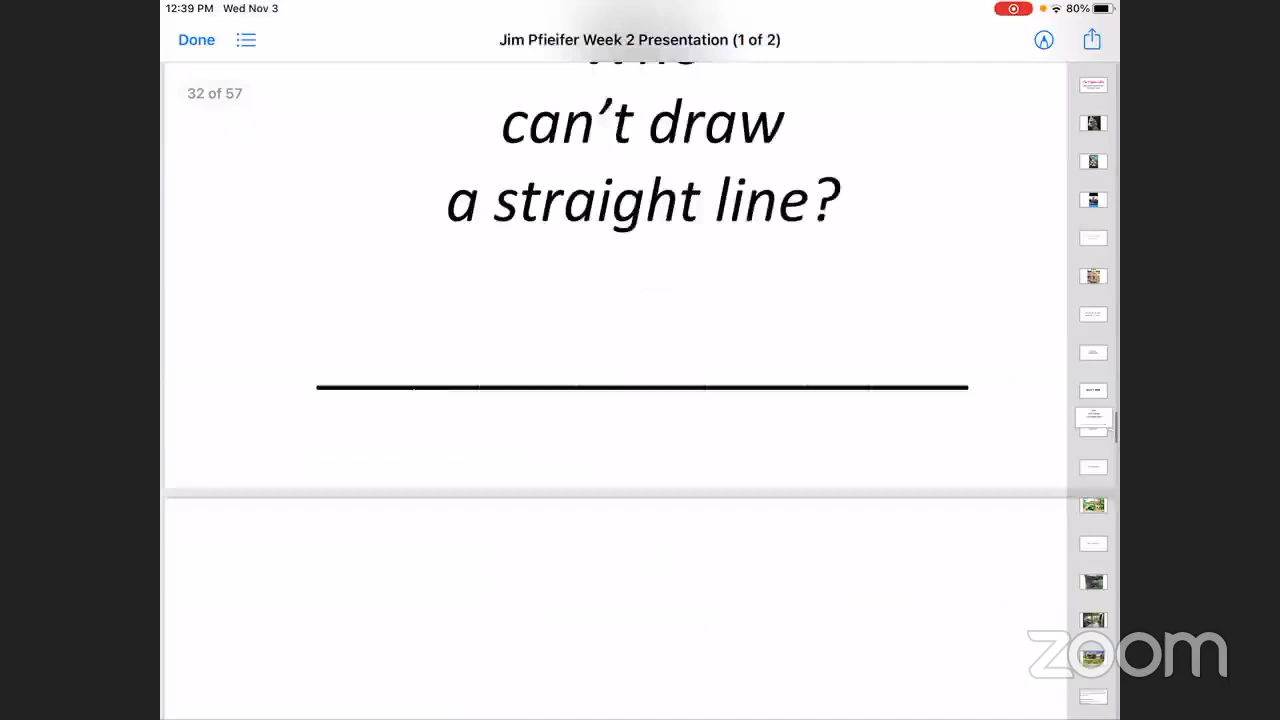 12:39 PM Wed Nov 3
80%
Done
Jim Pfieifer Week 2 Presentation (1 of 2)
32 of 57
can't draw
a straight line?
zoom